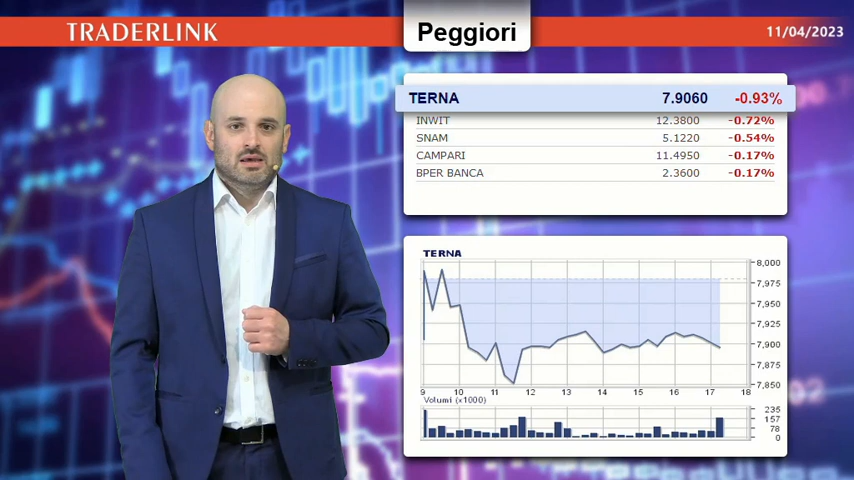 TRADERLINK
Peggiori
11/04/2023
TERNA 7.9060 -0.93%
INWIT 12.3800 -0.72%
SNAM 5.1220 -0.54%
CAMPARI 11.4950 -0.17%
BPER BANCA 2.3600 -0.17%
TERNA
8,000
7,975
7,950
7,925
7,900
7,875
7,850
9 10 11 12 13 14 15 16 17 18
Volumi (x1000)
235
157
78
0